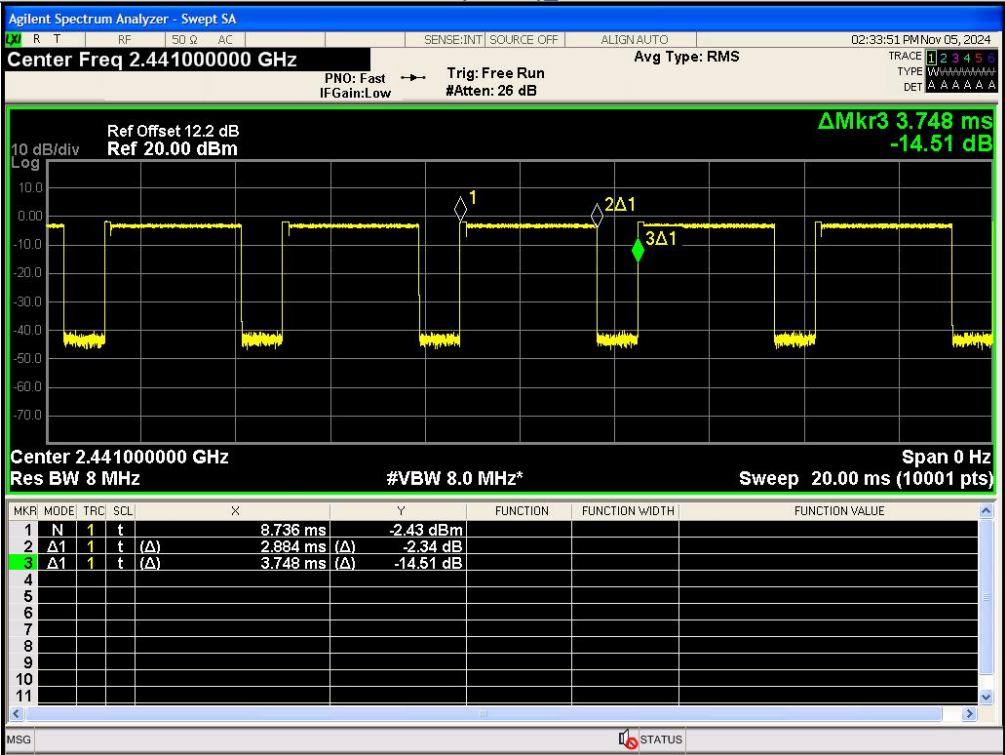 Agilent Spectrum Analyzer - Swept SA
LXI R T RF 50 Ω AC SENSE:INT SOURCE OFF ALIGN AUTO 02:33:51 PM Nov 05, 2024
Center Freq 2.441000000 GHz
PNO: Fast
IFGain:Low
Trig: Free Run
#Atten: 26 dB
Avg Type: RMS
TRACE 1 2 3 4 5 6
TYPE WWWWWW
DET A A A A A A
ΔMkr3 3.748 ms
-14.51 dB
Ref Offset 12.2 dB
10 dB/div Ref 20.00 dBm
Log
10.0
0.00
-10.0
-20.0
-30.0
-40.0
-50.0
-60.0
-70.0
1
2Δ1
3Δ1
Center 2.441000000 GHz Span 0 Hz
Res BW 8 MHz #VBW 8.0 MHz* Sweep 20.00 ms (10001 pts)
MKR MODE TRC SCL X Y FUNCTION FUNCTION WIDTH FUNCTION VALUE
1 N 1 t 8.736 ms -2.43 dBm
2 Δ1 1 t (Δ) 2.884 ms (Δ) -2.34 dB
3 Δ1 1 t (Δ) 3.748 ms (Δ) -14.51 dB
4
5
6
7
8
9
10
11
MSG STATUS